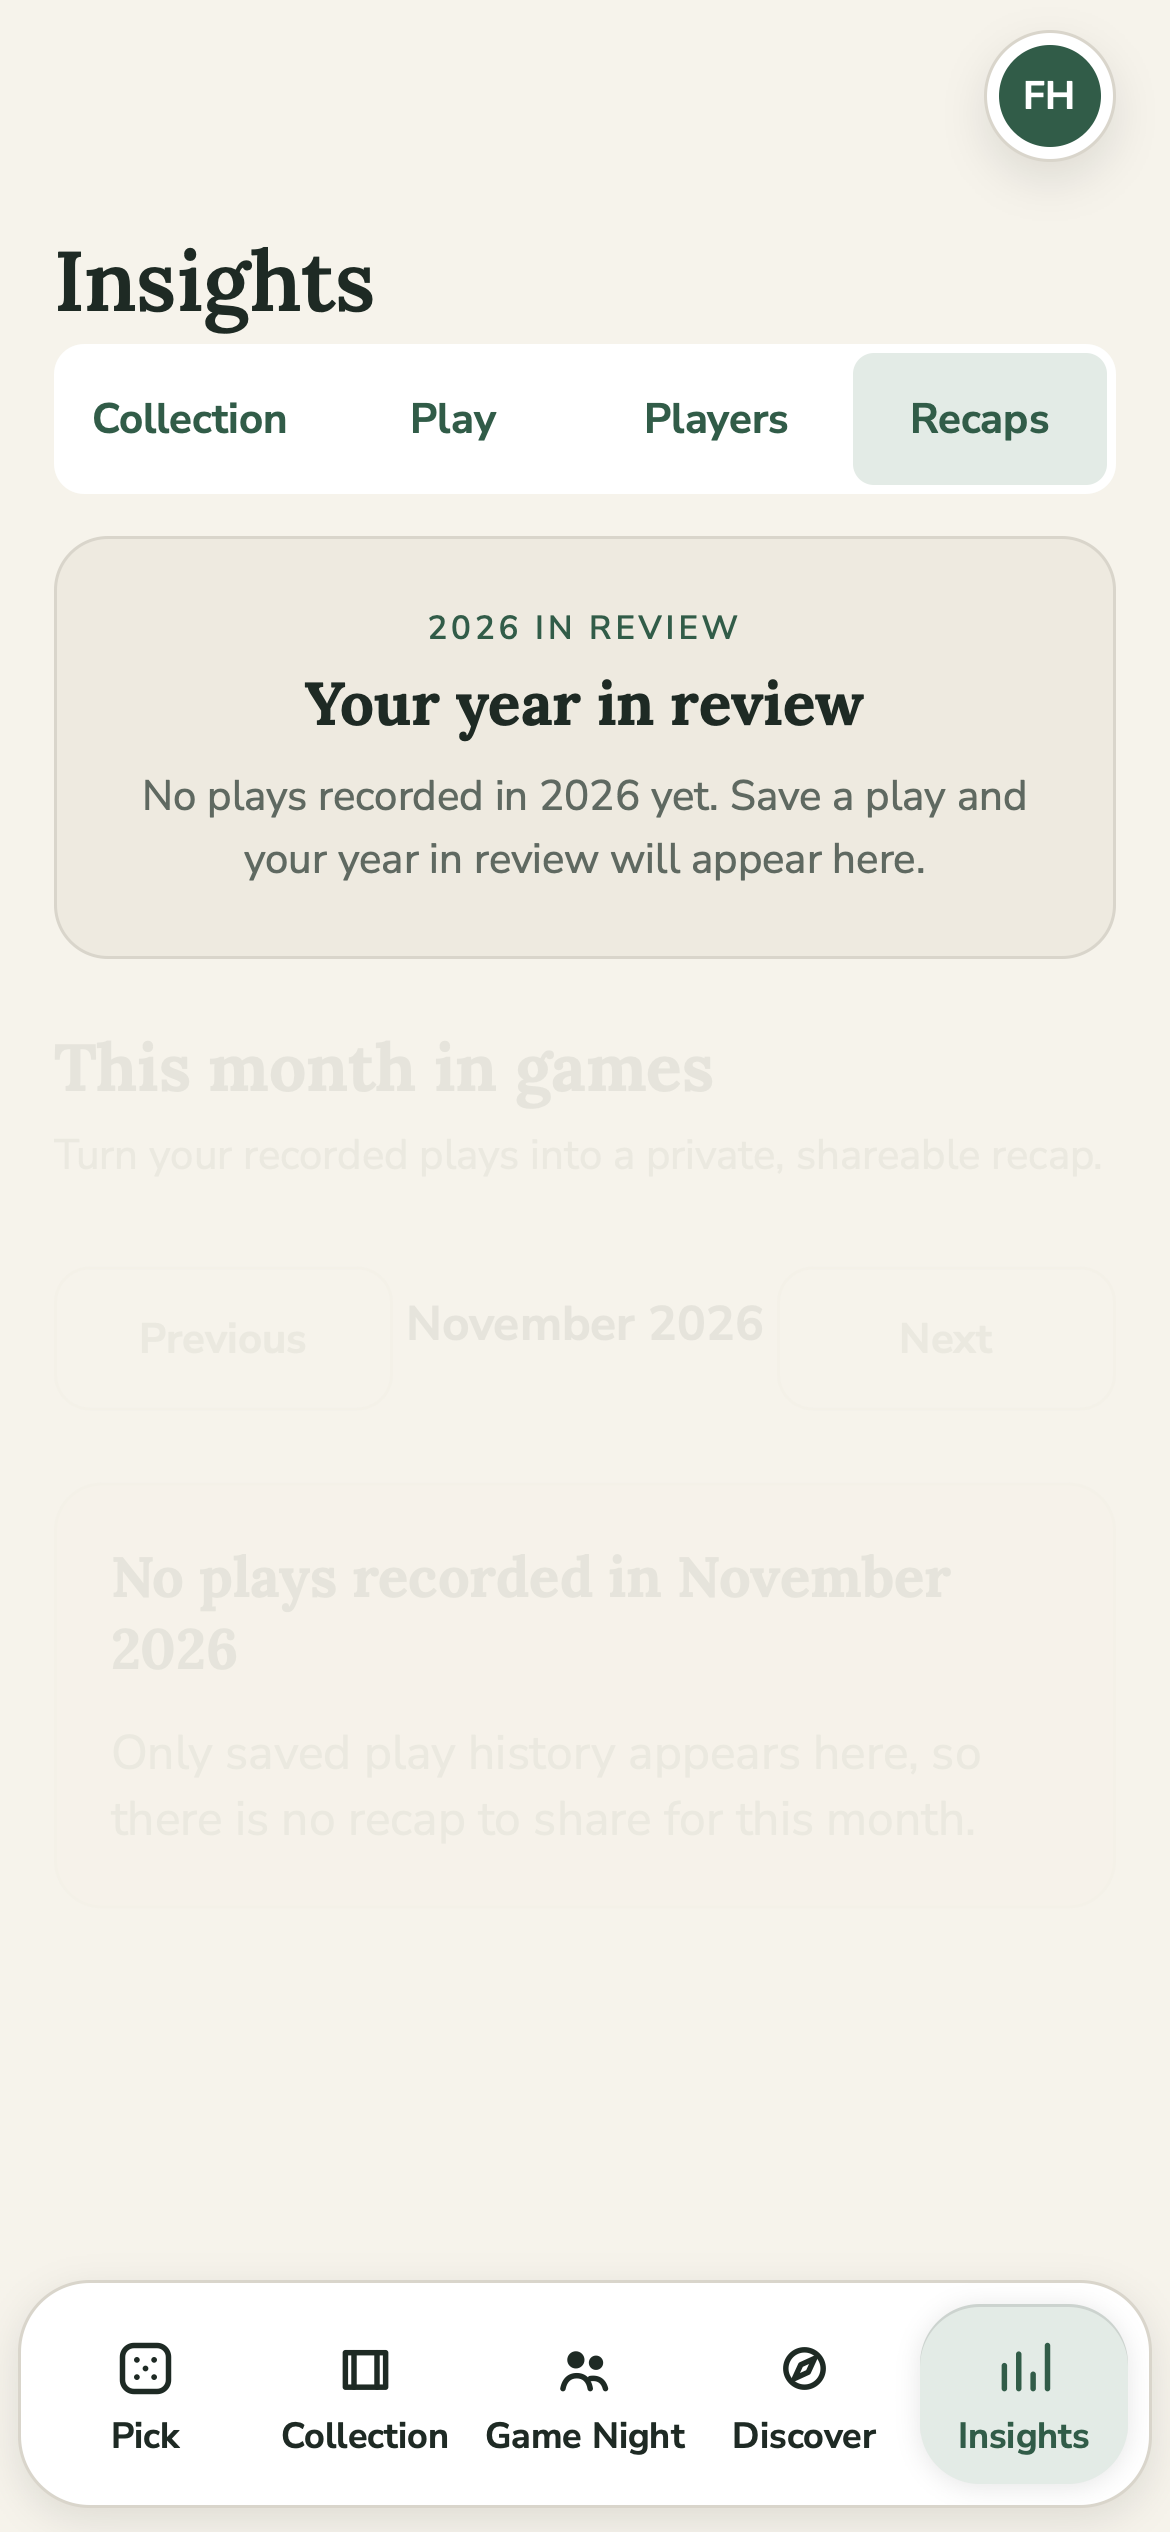 FH
Insights
Collection Play Players Recaps
2026 IN REVIEW
Your year in review
No plays recorded in 2026 yet. Save a play and
your year in review will appear here.
This month in games
Turn your recorded plays into a private, shareable recap.
Previous November 2026 Next
No plays recorded in November
2026
Only saved play history appears here, so
there is no recap to share for this month.
Pick Collection Game Night Discover Insights